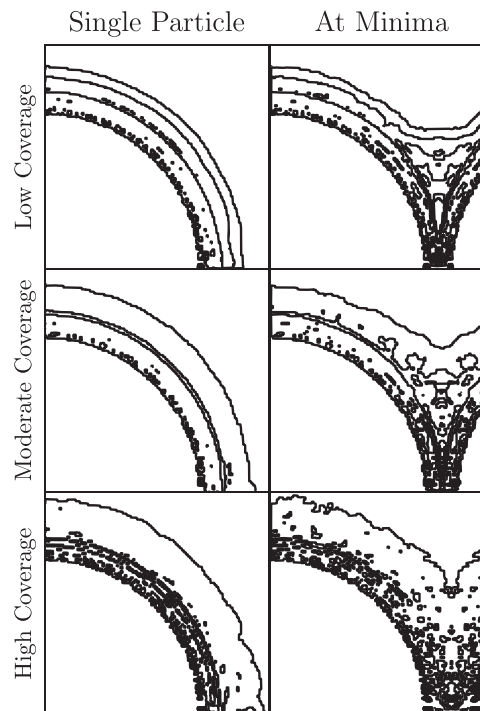 Single Particle
At Minima
Low Coverage
Moderate Coverage
High Coverage